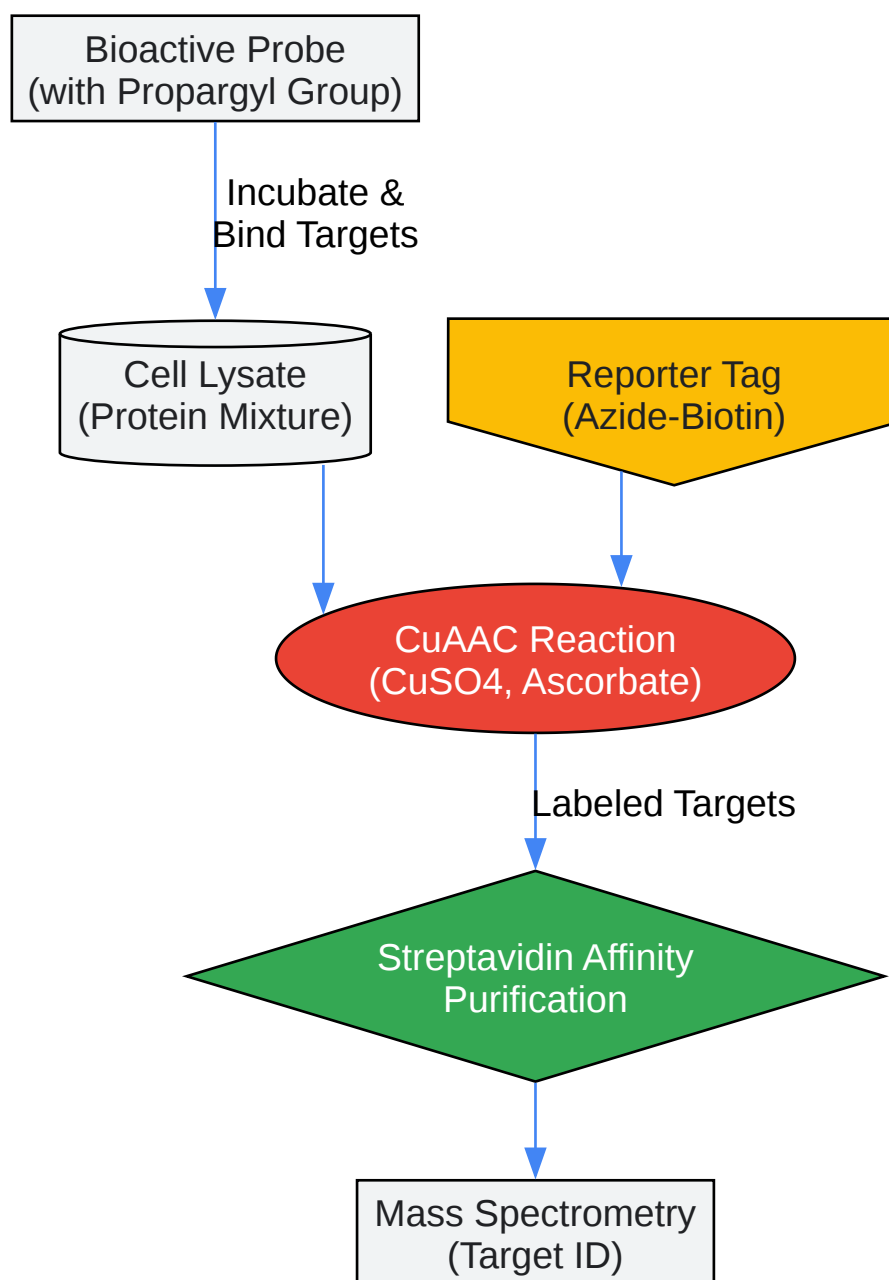 Bioactive Probe
(with Propargyl Group)
Incubate &
Bind Targets
Cell Lysate
(Protein Mixture)
Reporter Tag
(Azide-Biotin)
CuAAC Reaction
(CuSO4, Ascorbate)
Labeled Targets
Streptavidin Affinity
Purification
Mass Spectrometry
(Target ID)